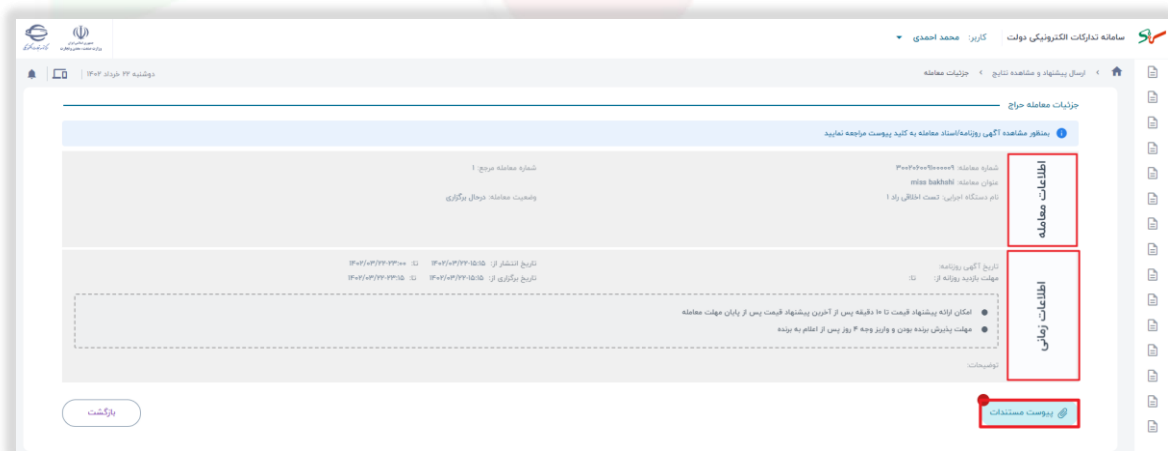 سامانه تدارکات الکترونیکی دولت
کاربر: محمد احمدی
ارسال پیشنهاد و مشاهده نتایج › جزئیات معامله
دوشنبه ۲۲ خرداد ۱۴۰۲
جزئیات معامله حراج
بمنظور مشاهده آگهی روزنامه/اسناد معامله به کلید پیوست مراجعه نمایید
اطلاعات معامله
شماره معامله: ۳۰۰۲۰۶۰۰۹۱۰۰۰۰۰۹
شماره معامله مرجع: ۱
عنوان معامله: miss bakhshi
نام دستگاه اجرایی: تست اخلاقی راد ۱
وضعیت معامله: درحال برگزاری
اطلاعات زمانی
تاریخ آگهی روزنامه:
تاریخ انتشار از: ۱۵:۱۵-۱۴۰۲/۰۳/۲۲ تا: ۲۳:۰۰-۱۴۰۲/۰۳/۲۲
مهلت بازدید روزانه از: تا:
تاریخ برگزاری از: ۱۵:۱۵-۱۴۰۲/۰۳/۲۲ تا: ۲۳:۱۵-۱۴۰۲/۰۳/۲۲
امکان ارائه پیشنهاد قیمت تا ۱۰ دقیقه پس از آخرین پیشنهاد قیمت پس از پایان مهلت معامله
مهلت پذیرش برنده بودن و واریز وجه ۴ روز پس از اعلام به برنده
توضیحات:
پیوست مستندات
بازگشت